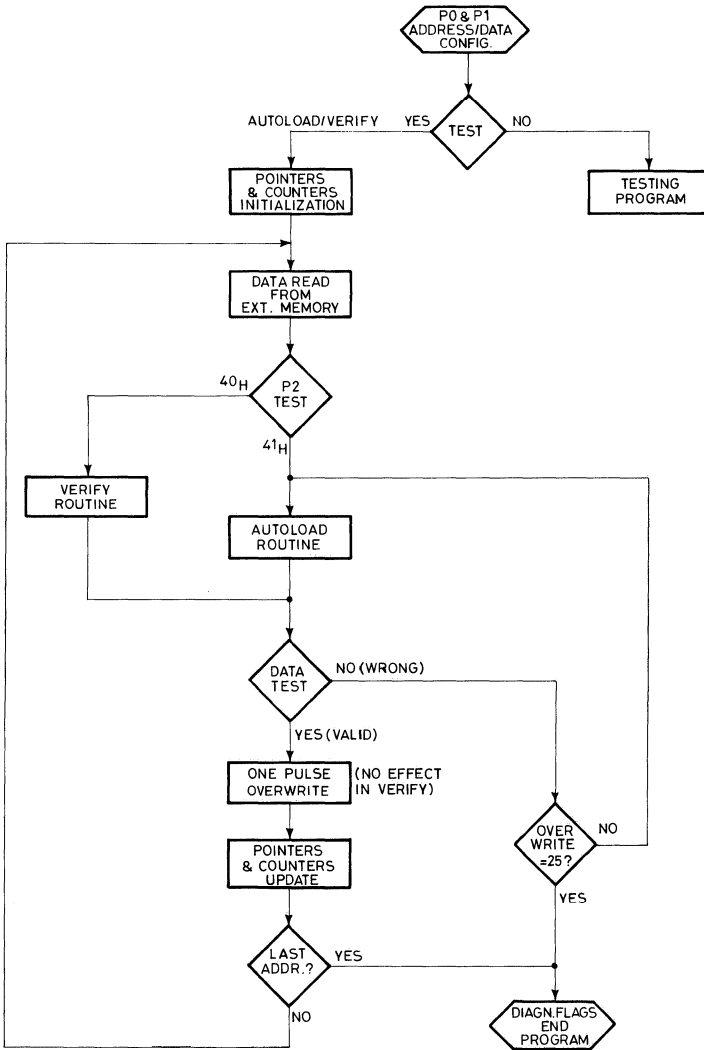 P0 & P1
ADDRESS/DATA
CONFIG.
AUTOLOAD/VERIFY
YES
TEST
NO
POINTERS
& COUNTERS
INITIALIZATION
TESTING
PROGRAM
DATA READ
FROM
EXT. MEMORY
40H
P2
TEST
41H
VERIFY
ROUTINE
AUTOLOAD
ROUTINE
DATA
TEST
NO (WRONG)
YES (VALID)
ONE PULSE
OVERWRITE
(NO EFFECT
IN VERIFY)
OVER
WRITE
=25?
NO
YES
POINTERS
& COUNTERS
UPDATE
LAST
ADDR.?
YES
NO
DIAGN.FLAGS
END
PROGRAM